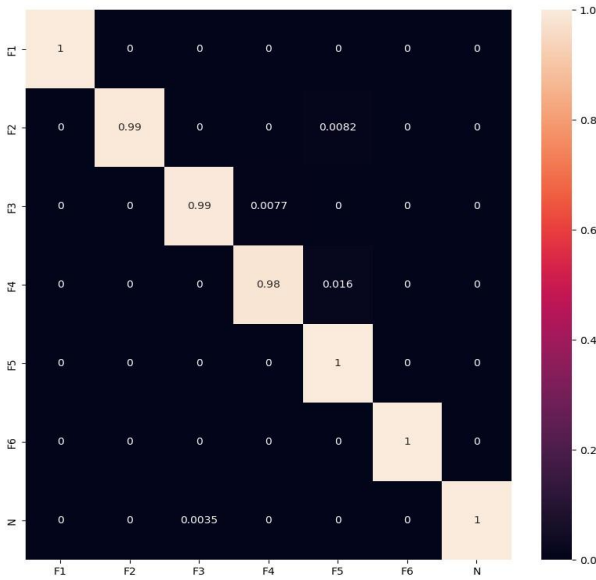 F1 1 0 0 0 0 0 0
F2 0 0.99 0 0 0.0082 0 0
F3 0 0 0.99 0.0077 0 0 0
F4 0 0 0 0.98 0.016 0 0
F5 0 0 0 0 1 0 0
F6 0 0 0 0 0 1 0
N 0 0 0.0035 0 0 0 1
F1 F2 F3 F4 F5 F6 N
1.0
0.8
0.6
0.4
0.2
0.0